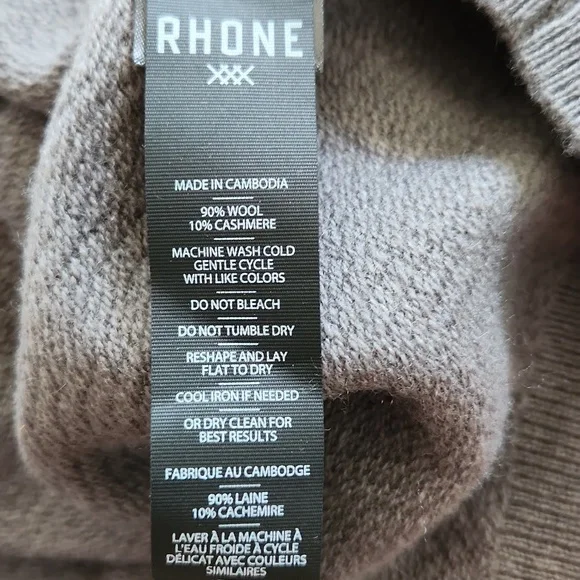 RHONE
MADE IN CAMBODIA
90% WOOL
10% CASHMERE
MACHINE WASH COLD
GENTLE CYCLE
WITH LIKE COLORS
DO NOT BLEACH
DO NOT TUMBLE DRY
RESHAPE AND LAY
FLAT TO DRY
COOL IRON IF NEEDED
OR DRY CLEAN FOR
BEST RESULTS
FABRIQUE AU CAMBODGE
90% LAINE
10% CACHEMIRE
LAVER À LA MACHINE À
L'EAU FROIDE À CYCLE
DÉLICAT AVEC COULEURS
SIMILAIRES